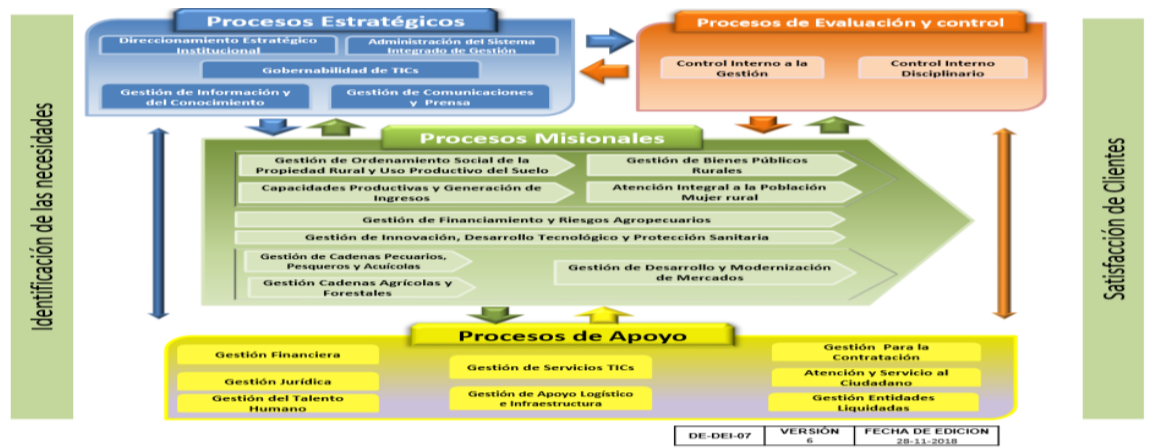 Identificación de las necesidades
Procesos Estratégicos
Direccionamiento Estratégico
Institucional
Administración del Sistema
Integrado de Gestión
Gobernabilidad de TICs
Gestión de Información y
del Conocimiento
Gestión de Comunicaciones
y Prensa
Procesos de Evaluación y control
Control Interno a la
Gestión
Control Interno
Disciplinario
Procesos Misionales
Gestión de Ordenamiento Social de la
Propiedad Rural y Uso Productivo del Suelo
Gestión de Bienes Públicos
Rurales
Capacidades Productivas y Generación de
Ingresos
Atención Integral a la Población
Mujer rural
Gestión de Financiamiento y Riesgos Agropecuarios
Gestión de Innovación, Desarrollo Tecnológico y Protección Sanitaria
Gestión de Cadenas Pecuarios,
Pesqueros y Acuícolas
Gestión Cadenas Agrícolas y
Forestales
Gestión de Desarrollo y Modernización
de Mercados
Procesos de Apoyo
Gestión Financiera
Gestión Jurídica
Gestión del Talento
Humano
Gestión de Servicios TICs
Gestión de Apoyo Logístico
e Infraestructura
Gestión Para la
Contratación
Atención y Servicio al
Ciudadano
Gestión Entidades
Liquidadas
Satisfacción de Clientes
DE-DEI-07
VERSIÓN
6
FECHA DE EDICION
28-11-2018